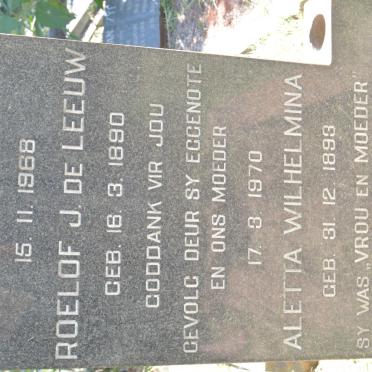 15. 11. 1968
ROELOF J. DE LEEUW
GEB. 16. 3. 1890
GODDANK VIR JOU
GEVOLG DEUR SY EGGENOTE
EN ONS MOEDER
17. 3. 1970
ALETTA WILHELMINA
GEB. 31. 12. 1893
SY WAS „VROU EN MOEDER"